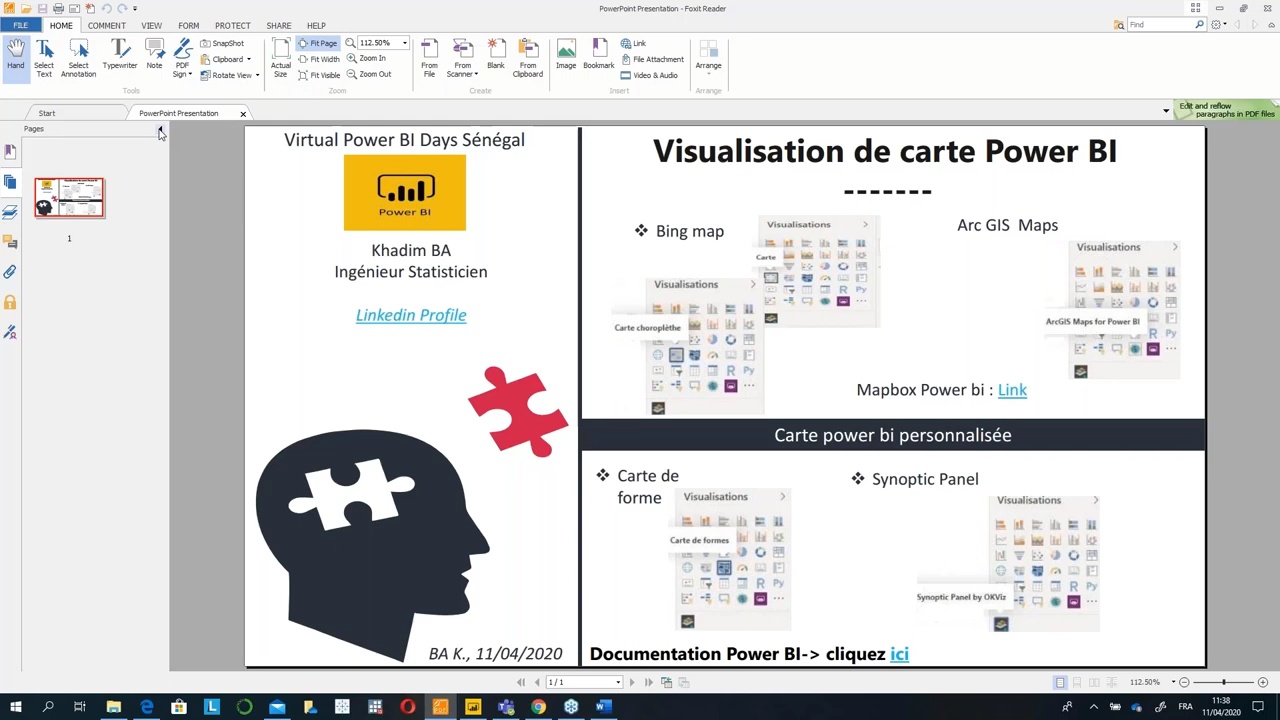 PowerPoint Presentation - Foxit Reader
FILE
HOME
COMMENT
VIEW
FORM
PROTECT
SHARE
HELP
Find
Hand
Select Text
Select Annotation
SnapShot
Clipboard
Rotate View
Typewriter
Note
PDF Sign
Tools
Actual Size
Fit Page
Fit Width
Fit Visible
112.50%
Zoom In
Zoom Out
Zoom
From File
From Scanner
Blank
From Clipboard
Create
Image
Bookmark
Link
File Attachment
Video & Audio
Insert
Arrange
Arrange
Start
PowerPoint Presentation
Edit and reflow
paragraphs in PDF files
Pages
1
Virtual Power BI Days Sénégal
Power BI
Khadim BA
Ingénieur Statisticien
Linkedin Profile
BA K., 11/04/2020
Visualisation de carte Power BI
-------
❖ Bing map
Visualisations
Carte
Visualisations
Carte choroplèthe
Arc GIS Maps
Visualisations
ArcGIS Maps for Power BI
Mapbox Power bi : Link
Carte power bi personnalisée
❖ Carte de
forme
Visualisations
Carte de formes
❖ Synoptic Panel
Visualisations
Synoptic Panel by OKViz
Documentation Power BI-> cliquez ici
1 / 1
112.50%
FRA
11:38
11/04/2020